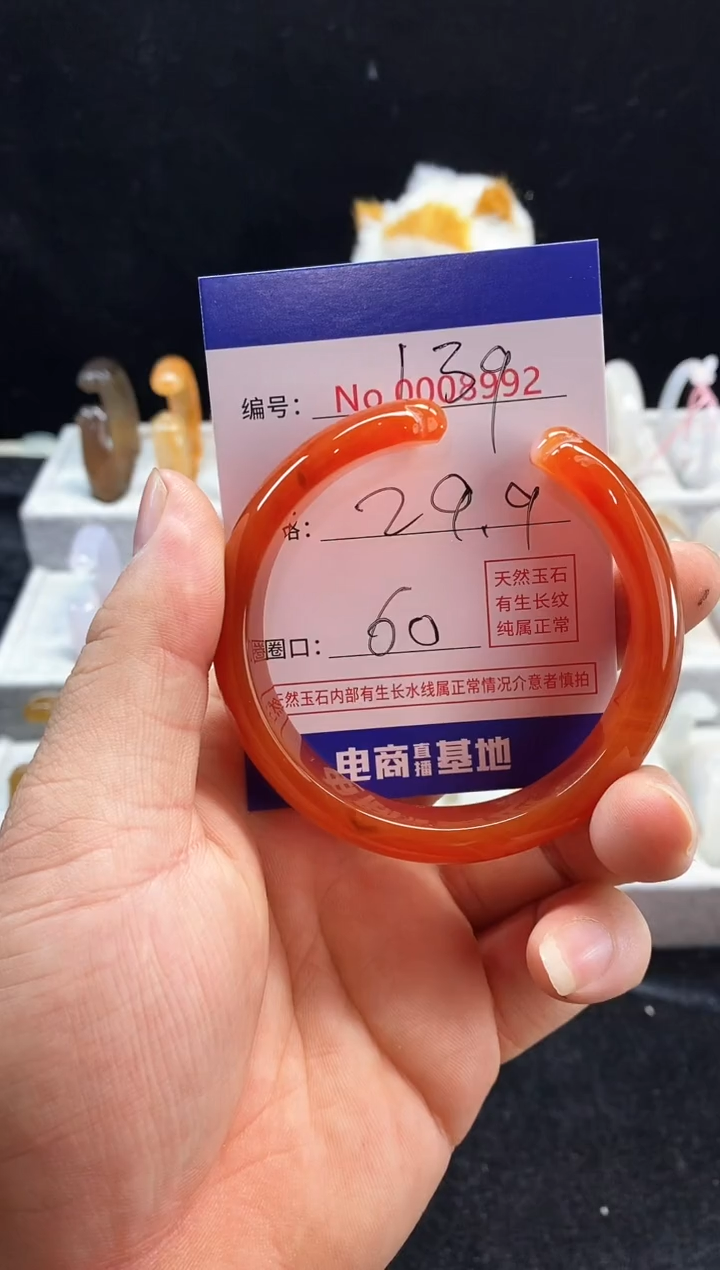 139
编号: No 0008992
29.9
圈口: 60
天然玉石
有生长纹
纯属正常
天然玉石内部有生长水线属正常情况介意者慎拍
电商直播基地